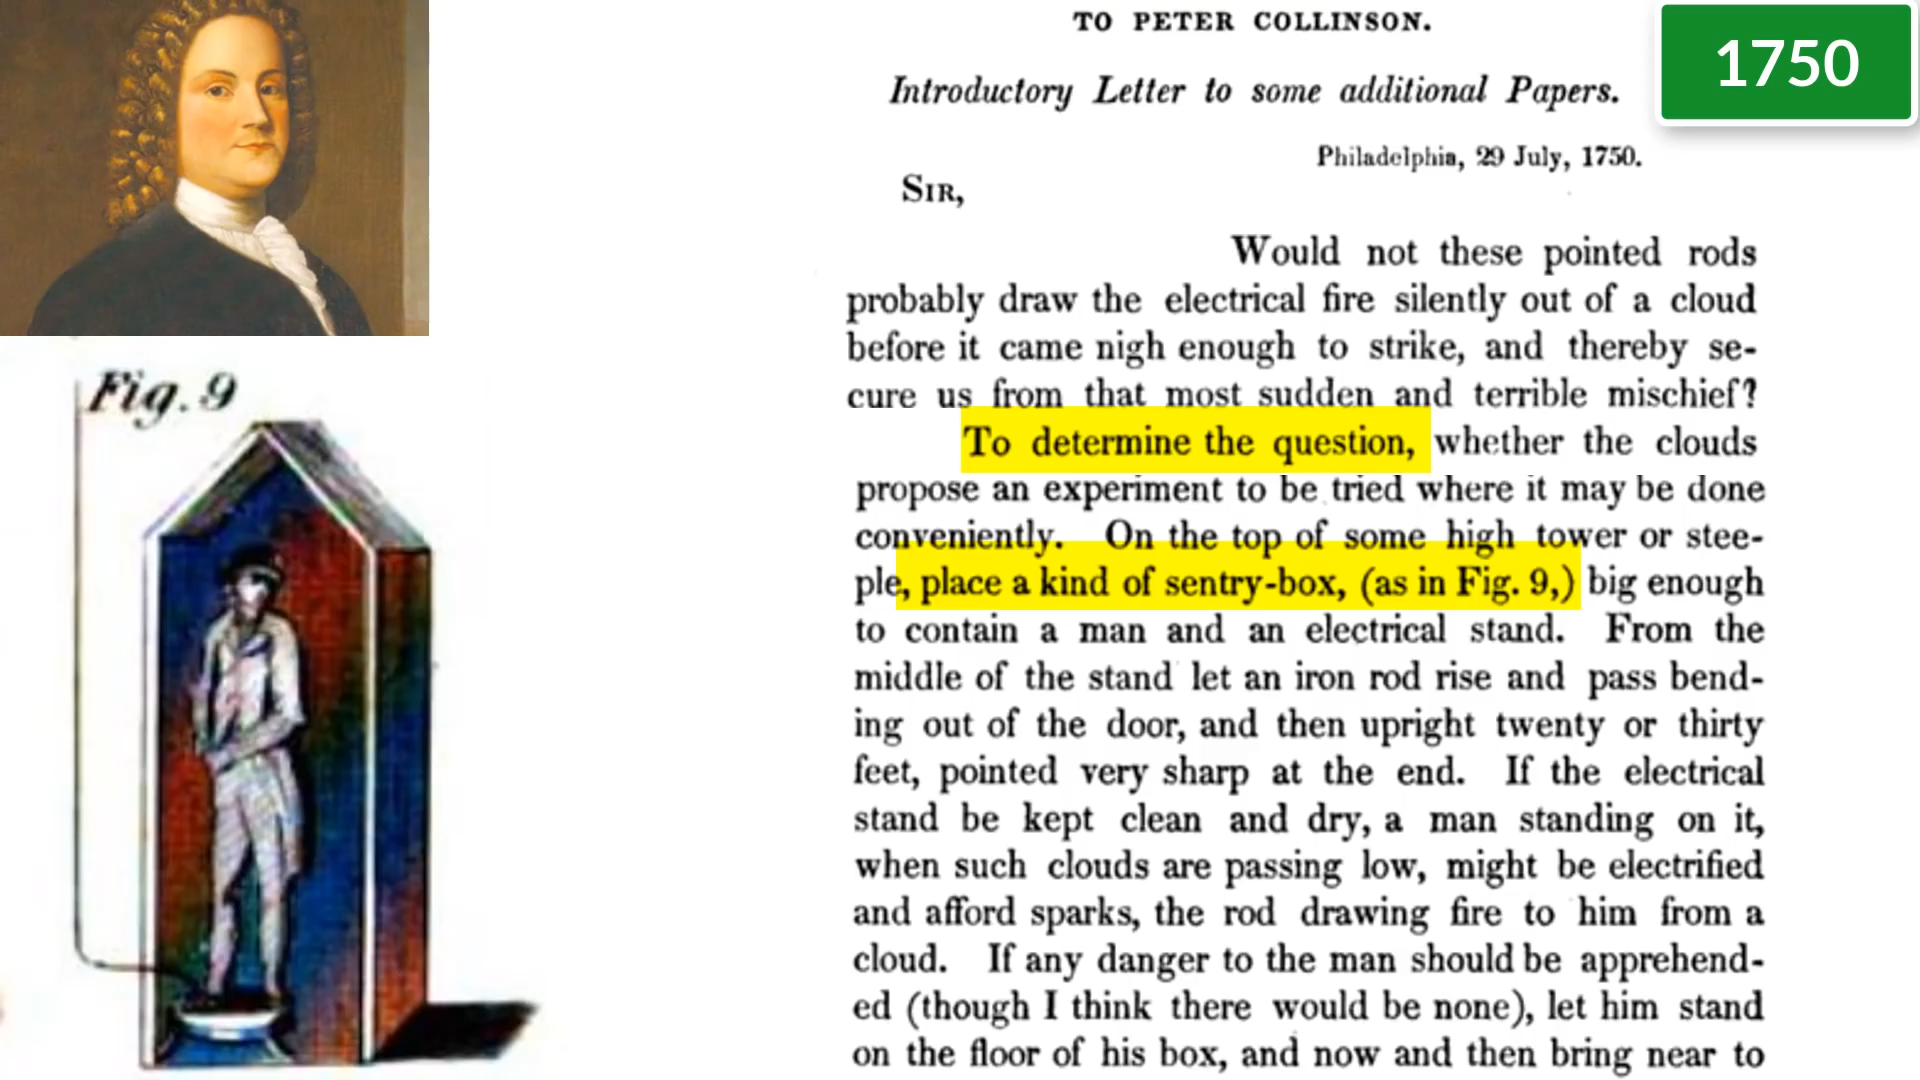 TO PETER COLLINSON.
1750
Introductory Letter to some additional Papers.
Philadelphia, 29 July, 1750.
SIR,
Would not these pointed rods
probably draw the electrical fire silently out of a cloud
before it came nigh enough to strike, and thereby se-
cure us from that most sudden and terrible mischief?
To determine the question, whether the clouds
propose an experiment to be tried where it may be done
conveniently. On the top of some high tower or stee-
ple, place a kind of sentry-box, (as in Fig. 9,) big enough
to contain a man and an electrical stand. From the
middle of the stand let an iron rod rise and pass bend-
ing out of the door, and then upright twenty or thirty
feet, pointed very sharp at the end. If the electrical
stand be kept clean and dry, a man standing on it,
when such clouds are passing low, might be electrified
and afford sparks, the rod drawing fire to him from a
cloud. If any danger to the man should be apprehend-
ed (though I think there would be none), let him stand
on the floor of his box, and now and then bring near to
Fig. 9